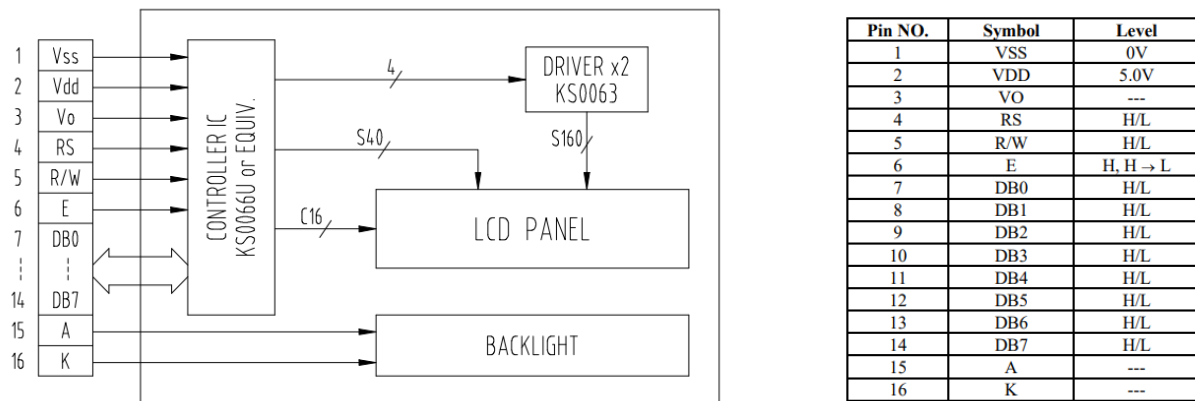 1 Vss
2 Vdd
3 Vo
4 RS
5 R/W
6 E
7 DB0
14 DB7
15 A
16 K
CONTROLLER IC
KS0066U or EQUIV.
4
DRIVER x2
KS0063
S40
S160
C16
LCD PANEL
BACKLIGHT
Pin NO. Symbol Level
1 VSS 0V
2 VDD 5.0V
3 VO ---
4 RS H/L
5 R/W H/L
6 E H, H → L
7 DB0 H/L
8 DB1 H/L
9 DB2 H/L
10 DB3 H/L
11 DB4 H/L
12 DB5 H/L
13 DB6 H/L
14 DB7 H/L
15 A ---
16 K ---